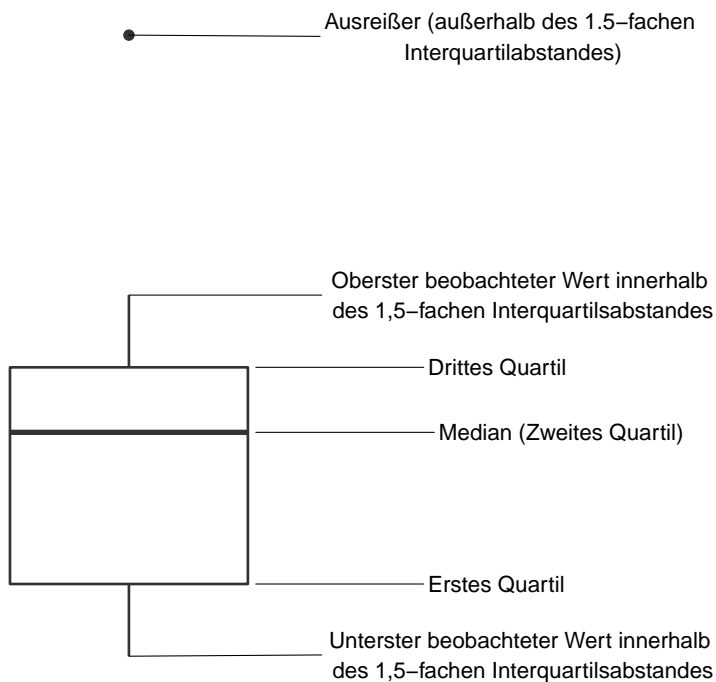 Ausreißer (außerhalb des 1.5−fachen
Interquartilabstandes)
Oberster beobachteter Wert innerhalb
des 1,5−fachen Interquartilsabstandes
Drittes Quartil
Median (Zweites Quartil)
Erstes Quartil
Unterster beobachteter Wert innerhalb
des 1,5−fachen Interquartilsabstandes